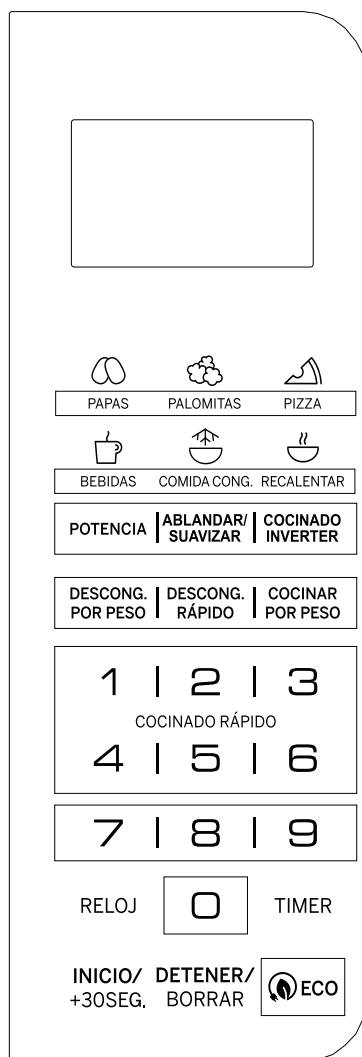 PAPAS PALOMITAS PIZZA
BEBIDAS COMIDA CONG. RECALENTAR
POTENCIA ABLANDAR/ COCINADO
SUAVIZAR INVERTER
DESCONG. DESCONG. COCINAR
POR PESO RÁPIDO POR PESO
1 2 3
COCINADO RÁPIDO
4 5 6
7 8 9
RELOJ 0 TIMER
INICIO/ DETENER/
+30SEG. BORRAR ECO